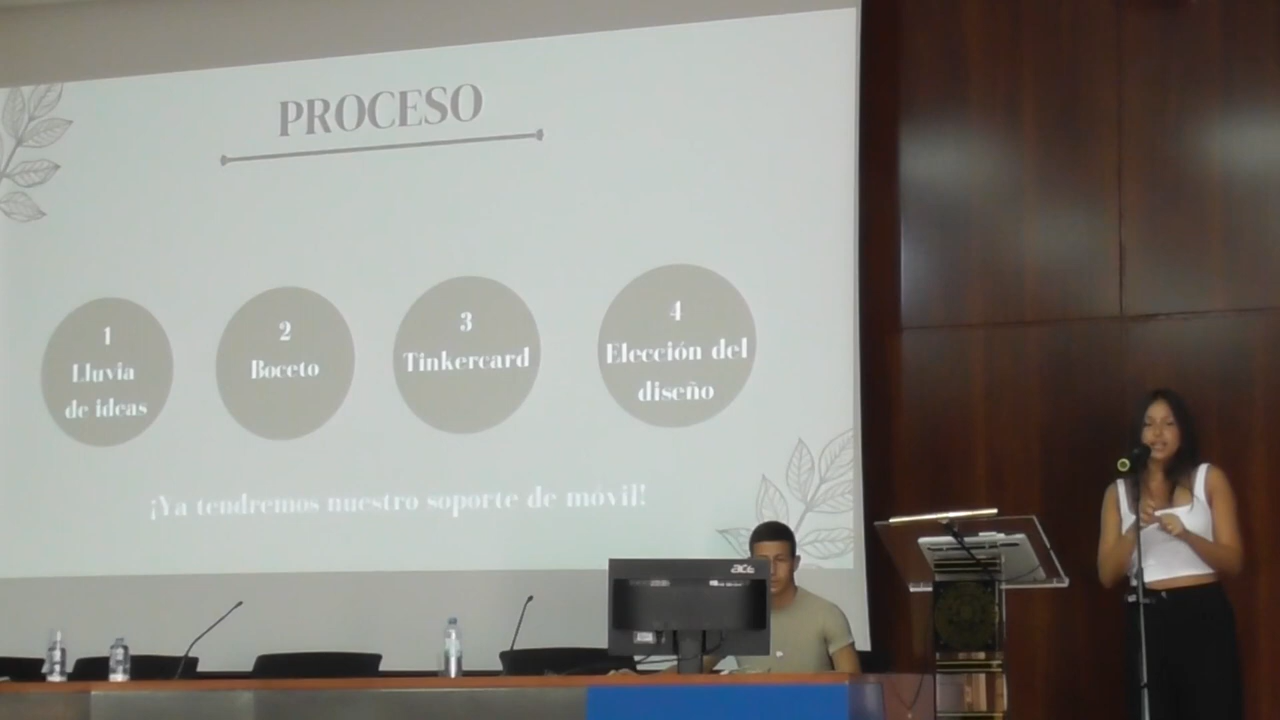 PROCESO
1
Lluvia
de ideas
2
Boceto
3
Tinkercard
4
Elección del
diseño
¡Ya tendremos nuestro soporte de móvil!
acer